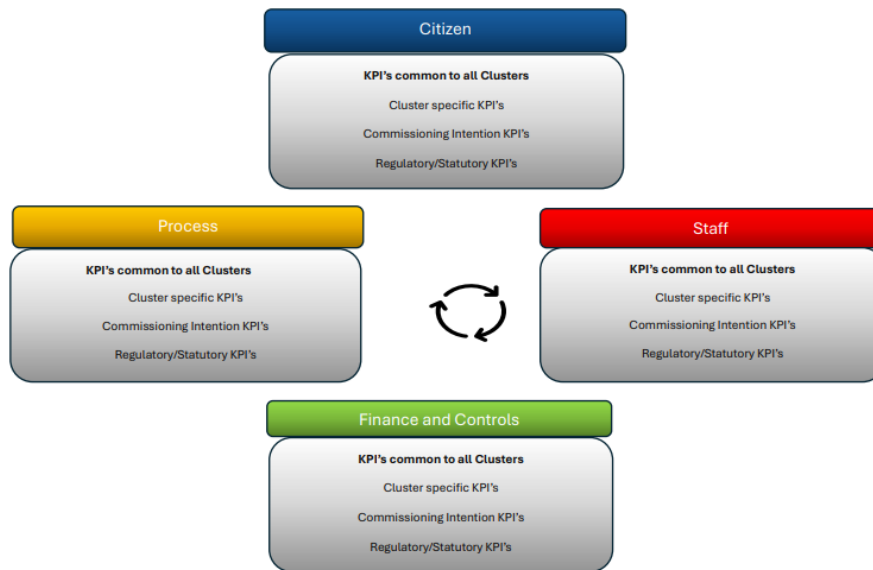 Citizen
KPI's common to all Clusters
Cluster specific KPI's
Commissioning Intention KPI's
Regulatory/Statutory KPI's
Process
KPI's common to all Clusters
Cluster specific KPI's
Commissioning Intention KPI's
Regulatory/Statutory KPI's
Staff
KPI's common to all Clusters
Cluster specific KPI's
Commissioning Intention KPI's
Regulatory/Statutory KPI's
Finance and Controls
KPI's common to all Clusters
Cluster specific KPI's
Commissioning Intention KPI's
Regulatory/Statutory KPI's